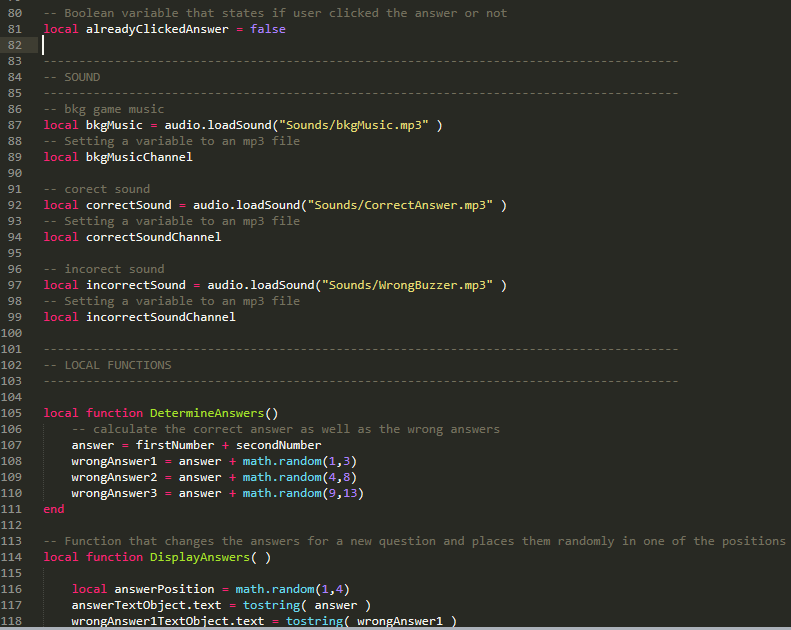 80 -- Boolean variable that states if user clicked the answer or not
81 local alreadyClickedAnswer = false
82
83 -----------------------------------------------------------------------------------------
84 -- SOUND
85 -----------------------------------------------------------------------------------------
86 -- bkg game music
87 local bkgMusic = audio.loadSound("Sounds/bkgMusic.mp3" )
88 -- Setting a variable to an mp3 file
89 local bkgMusicChannel
90
91 -- corect sound
92 local correctSound = audio.loadSound("Sounds/CorrectAnswer.mp3" )
93 -- Setting a variable to an mp3 file
94 local correctSoundChannel
95
96 -- incorect sound
97 local incorrectSound = audio.loadSound("Sounds/WrongBuzzer.mp3" )
98 -- Setting a variable to an mp3 file
99 local incorrectSoundChannel
100
101 -----------------------------------------------------------------------------------------
102 -- LOCAL FUNCTIONS
103 -----------------------------------------------------------------------------------------
104
105 local function DetermineAnswers()
106     -- calculate the correct answer as well as the wrong answers
107     answer = firstNumber + secondNumber
108     wrongAnswer1 = answer + math.random(1,3)
109     wrongAnswer2 = answer + math.random(4,8)
110     wrongAnswer3 = answer + math.random(9,13)
111 end
112
113 -- Function that changes the answers for a new question and places them randomly in one of the positions
114 local function DisplayAnswers( )
115
116     local answerPosition = math.random(1,4)
117     answerTextObject.text = tostring( answer )
118     wrongAnswer1TextObject.text = tostring( wrongAnswer1 )